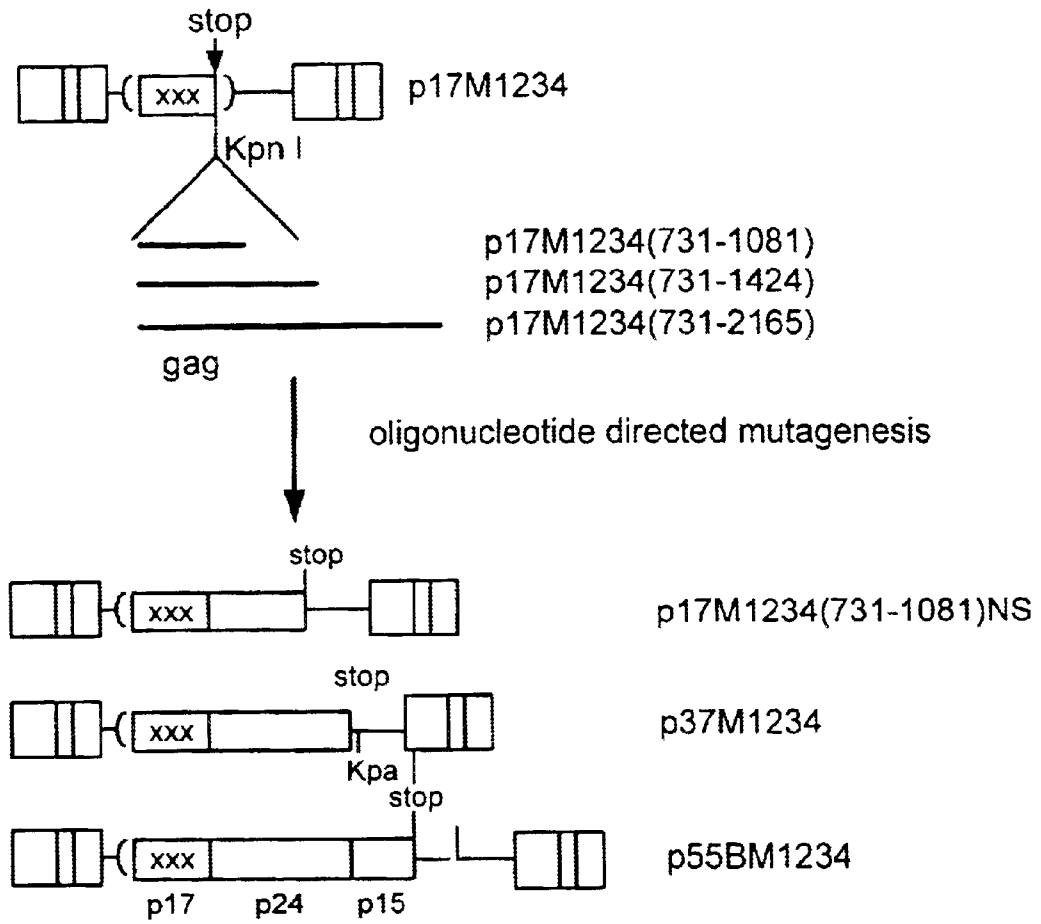 stop
xxx
p17M1234
Kpn I
p17M1234(731-1081)
p17M1234(731-1424)
p17M1234(731-2165)
gag
oligonucleotide directed mutagenesis
stop
xxx
p17M1234(731-1081)NS
stop
xxx
p37M1234
Kpa
stop
xxx
p55BM1234
p17 p24 p15